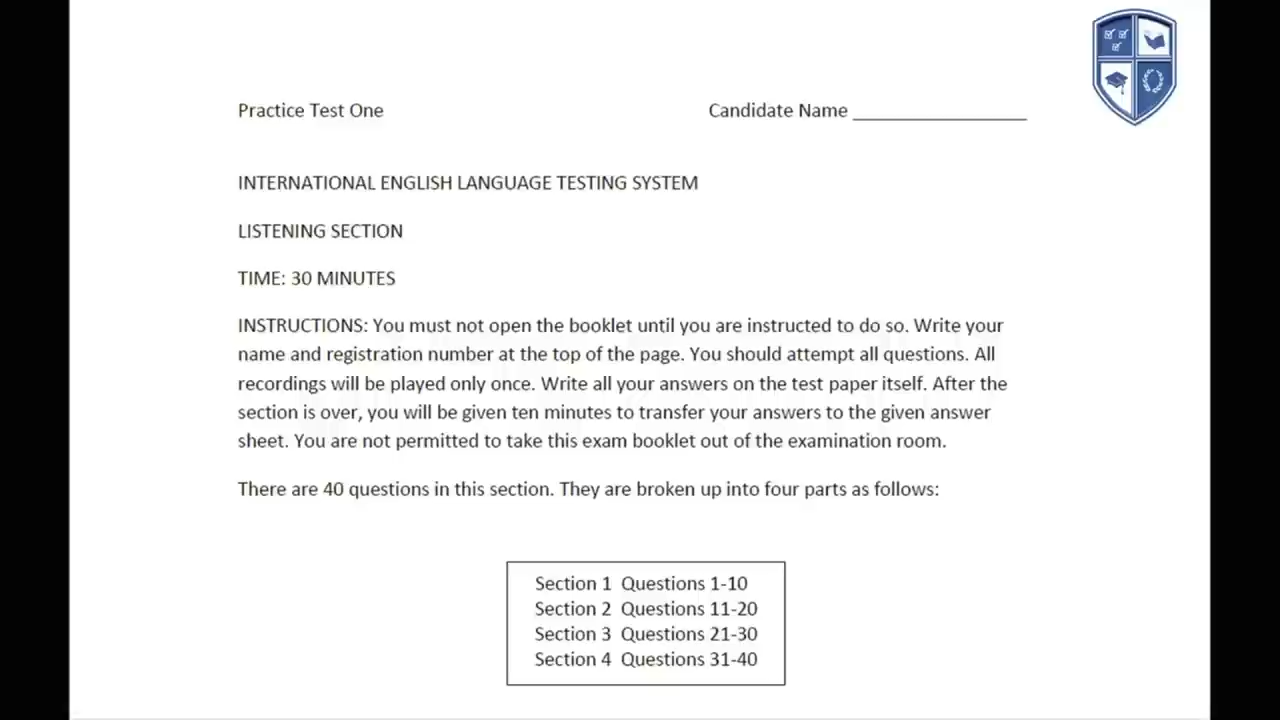 Practice Test One
Candidate Name __________________
INTERNATIONAL ENGLISH LANGUAGE TESTING SYSTEM
LISTENING SECTION
TIME: 30 MINUTES
INSTRUCTIONS: You must not open the booklet until you are instructed to do so. Write your
name and registration number at the top of the page. You should attempt all questions. All
recordings will be played only once. Write all your answers on the test paper itself. After the
section is over, you will be given ten minutes to transfer your answers to the given answer
sheet. You are not permitted to take this exam booklet out of the examination room.
There are 40 questions in this section. They are broken up into four parts as follows:
Section 1 Questions 1-10
Section 2 Questions 11-20
Section 3 Questions 21-30
Section 4 Questions 31-40